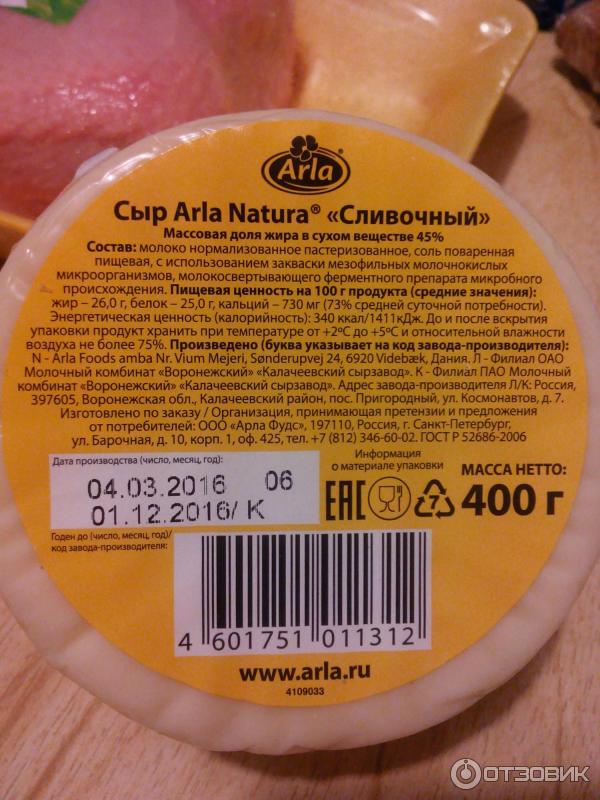 Arla
Сыр Arla Natura® «Сливочный»
Массовая доля жира в сухом веществе 45%
Состав: молоко нормализованное пастеризованное, соль поваренная
пищевая, с использованием закваски мезофильных молочнокислых
микроорганизмов, молокосвертывающего ферментного препарата микробного
происхождения. Пищевая ценность на 100 г продукта (средние значения):
жир – 26,0 г, белок – 25,0 г, кальций – 730 мг (73% средней суточной потребности).
Энергетическая ценность (калорийность): 340 ккал/1411кДж. До и после вскрытия
упаковки продукт хранить при температуре от +2ºС до +5ºС и относительной влажности
воздуха не более 75%. Произведено (буква указывает на код завода-производителя):
N - Arla Foods amba Nr. Vium Mejeri, Sønderupvej 24, 6920 Videbæk, Дания. Л - Филиал ОАО
Молочный комбинат «Воронежский» «Калачеевский сырзавод». К - Филиал ПАО Молочный
комбинат «Воронежский» «Калачеевский сырзавод». Адрес завода-производителя Л/К: Россия,
397605, Воронежская обл., Калачеевский район, пос. Пригородный, ул. Космонавтов, д. 7.
Изготовлено по заказу / Организация, принимающая претензии и предложения
от потребителей: ООО «Арла Фудс», 197110, Россия, г. Санкт-Петербург,
ул. Барочная, д. 10, корп. 1, оф. 425, тел. +7 (812) 346-60-02. ГОСТ Р 52686-2006
Дата производства (число, месяц, год):
04.03.2016 06
01.12.2016/ К
Годен до (число, месяц, год)/
код завода-производителя:
Информация
о материале упаковки
EAC
7
МАССА НЕТТО:
400 г
4 601751 011312
www.arla.ru
4109033
ОТЗОВИК